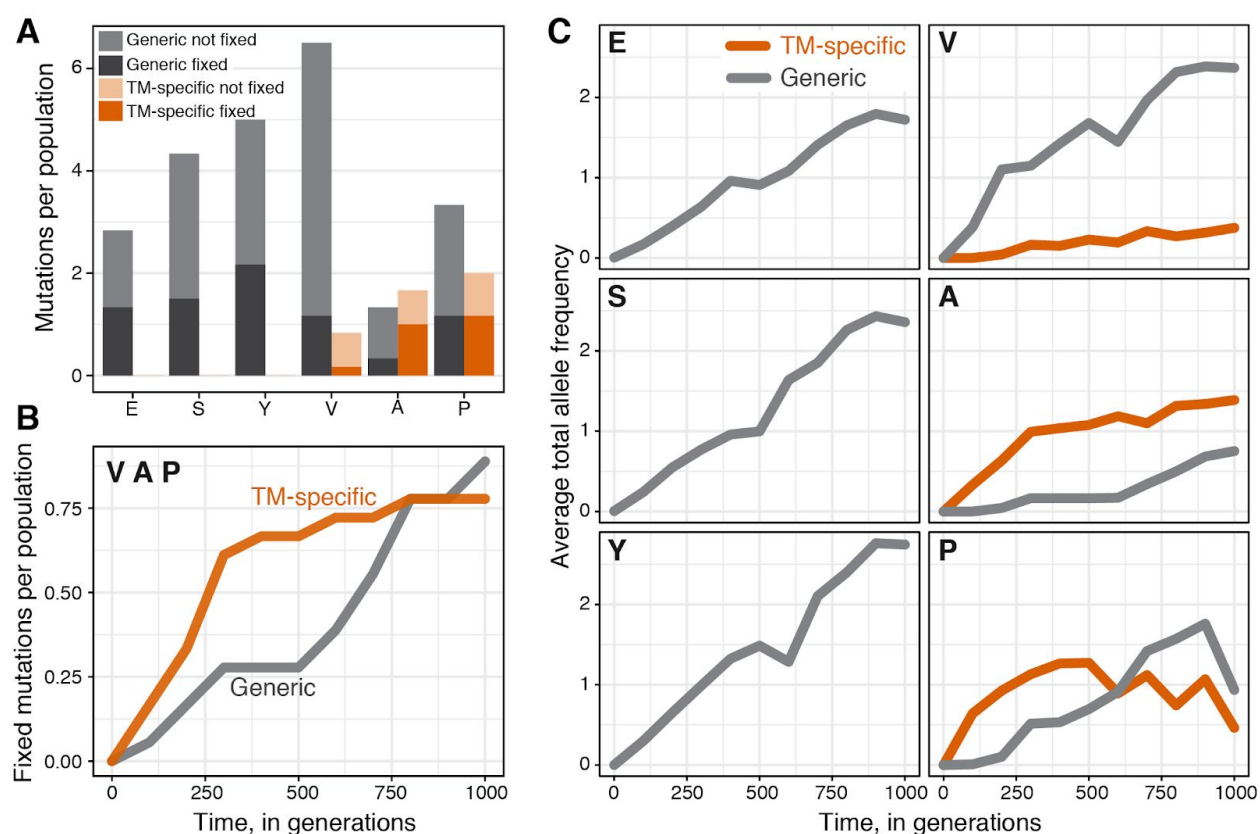 A
Generic not fixed
Generic fixed
TM-specific not fixed
TM-specific fixed
Mutations per population
6
4
2
0
E S Y V A P
B
V A P
TM-specific
Generic
Fixed mutations per population
0.75
0.50
0.25
0.00
0 250 500 750 1000
Time, in generations
C
Average total allele frequency
E
TM-specific
Generic
V
2
1
0
S
A
2
1
0
Y
P
2
1
0
0 250 500 750 1000
0 250 500 750 1000
Time, in generations